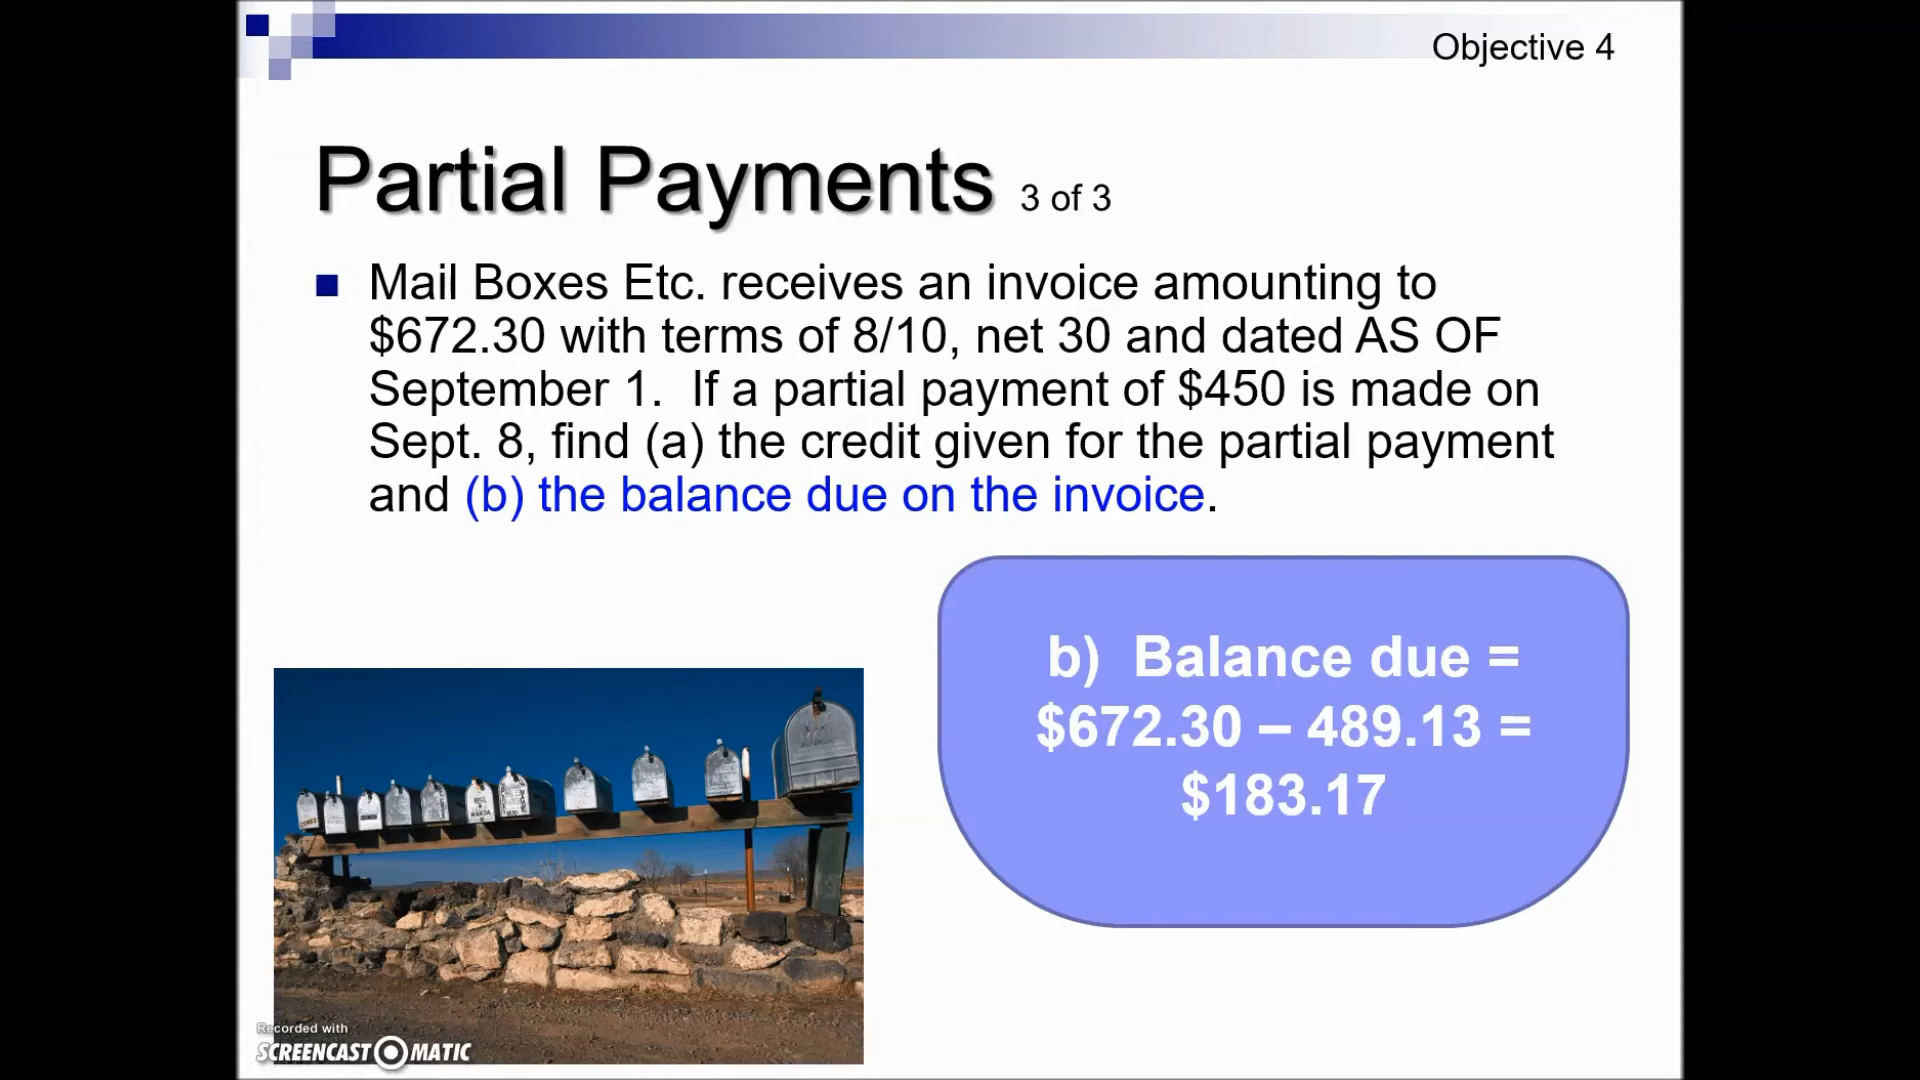 Objective 4
Partial Payments 3 of 3
Mail Boxes Etc. receives an invoice amounting to
$672.30 with terms of 8/10, net 30 and dated AS OF
September 1.  If a partial payment of $450 is made on
Sept. 8, find (a) the credit given for the partial payment
and (b) the balance due on the invoice.
b)  Balance due =
$672.30 – 489.13 =
$183.17
Recorded with
SCREENCAST O MATIC